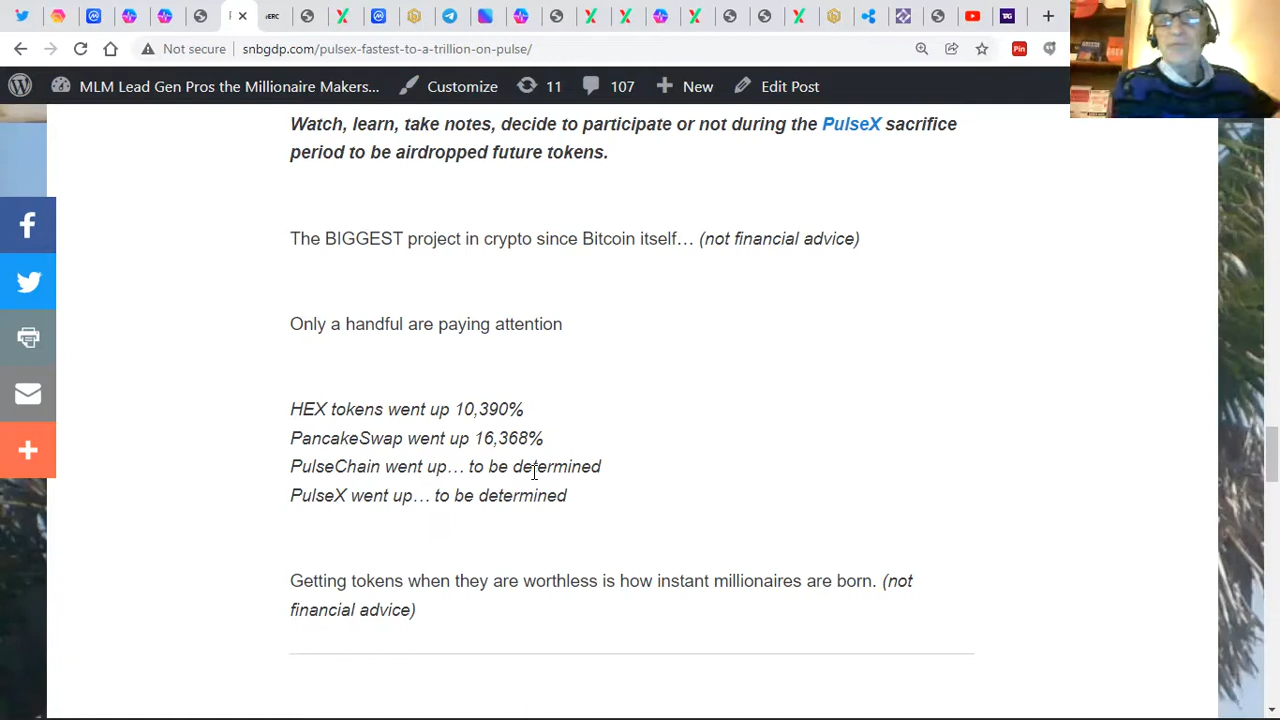 eERC
Not secure
snbgdp.com/pulsex-fastest-to-a-trillion-on-pulse/
Pin
MLM Lead Gen Pros the Millionaire Makers...
Customize
11
107
New
Edit Post
Watch, learn, take notes, decide to participate or not during the PulseX sacrifice
period to be airdropped future tokens.
The BIGGEST project in crypto since Bitcoin itself… (not financial advice)
Only a handful are paying attention
HEX tokens went up 10,390%
PancakeSwap went up 16,368%
PulseChain went up… to be determined
PulseX went up… to be determined
Getting tokens when they are worthless is how instant millionaires are born. (not
financial advice)